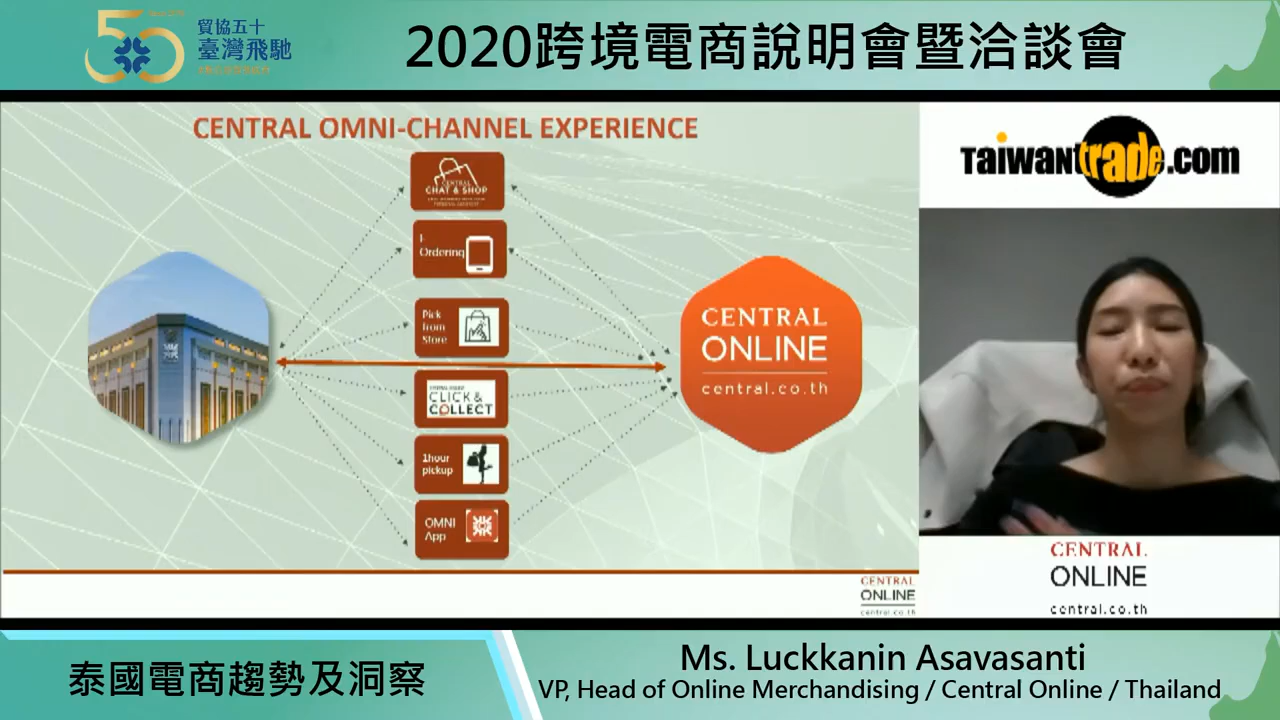 50
貿協五十
臺灣飛馳
2020跨境電商說明會暨洽談會
CENTRAL OMNI-CHANNEL EXPERIENCE
CENTRAL
CHAT & SHOP
I-
Ordering
Pick
from
Store
CLICK &
COLLECT
1hour
pickup
OMNI
App
CENTRAL
ONLINE
central.co.th
CENTRAL
ONLINE
central.co.th
Taiwantrade.com
CENTRAL
ONLINE
central.co.th
泰國電商趨勢及洞察
Ms. Luckkanin Asavasanti
VP, Head of Online Merchandising / Central Online / Thailand